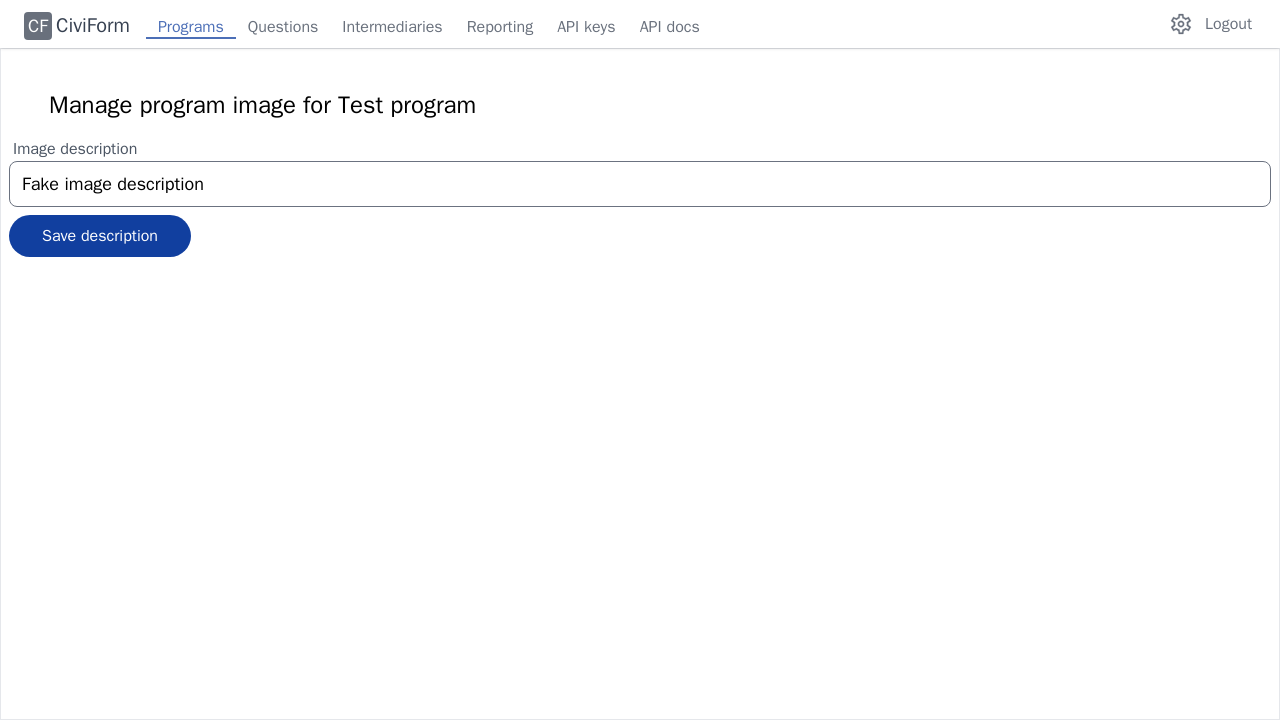 CF CiviForm Programs Questions Intermediaries Reporting API keys API docs Logout
Manage program image for Test program
Image description
Fake image description
Save description